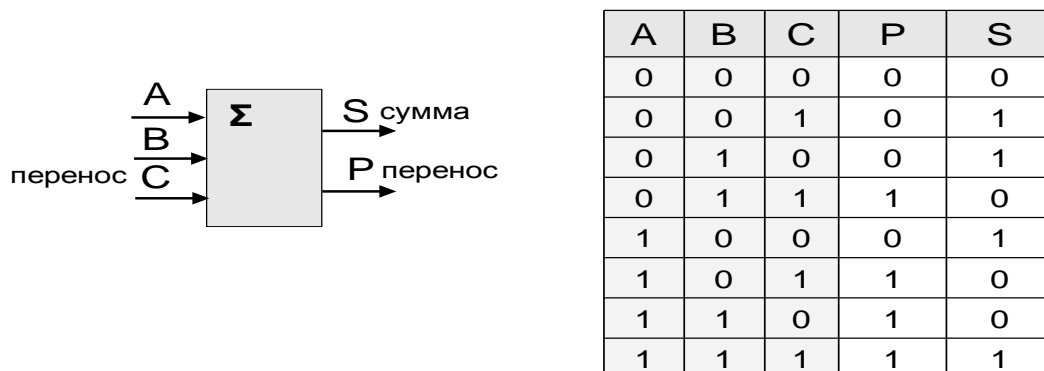 A
B
перенос C
Σ
S сумма
P перенос
A B C P S
0 0 0 0 0
0 0 1 0 1
0 1 0 0 1
0 1 1 1 0
1 0 0 0 1
1 0 1 1 0
1 1 0 1 0
1 1 1 1 1